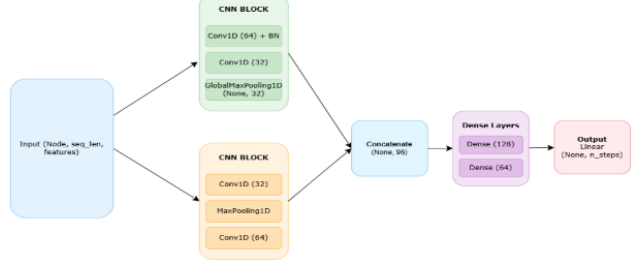 CNN BLOCK
Conv1D (64) + BN
Conv1D (32)
GlobalMaxPooling1D
(None, 32)
Input (Node, seq_len,
features)
CNN BLOCK
Conv1D (32)
MaxPooling1D
Conv1D (64)
Concatenate
(None, 96)
Dense Layers
Dense (128)
Dense (64)
Output
Linear
(None, n_steps)